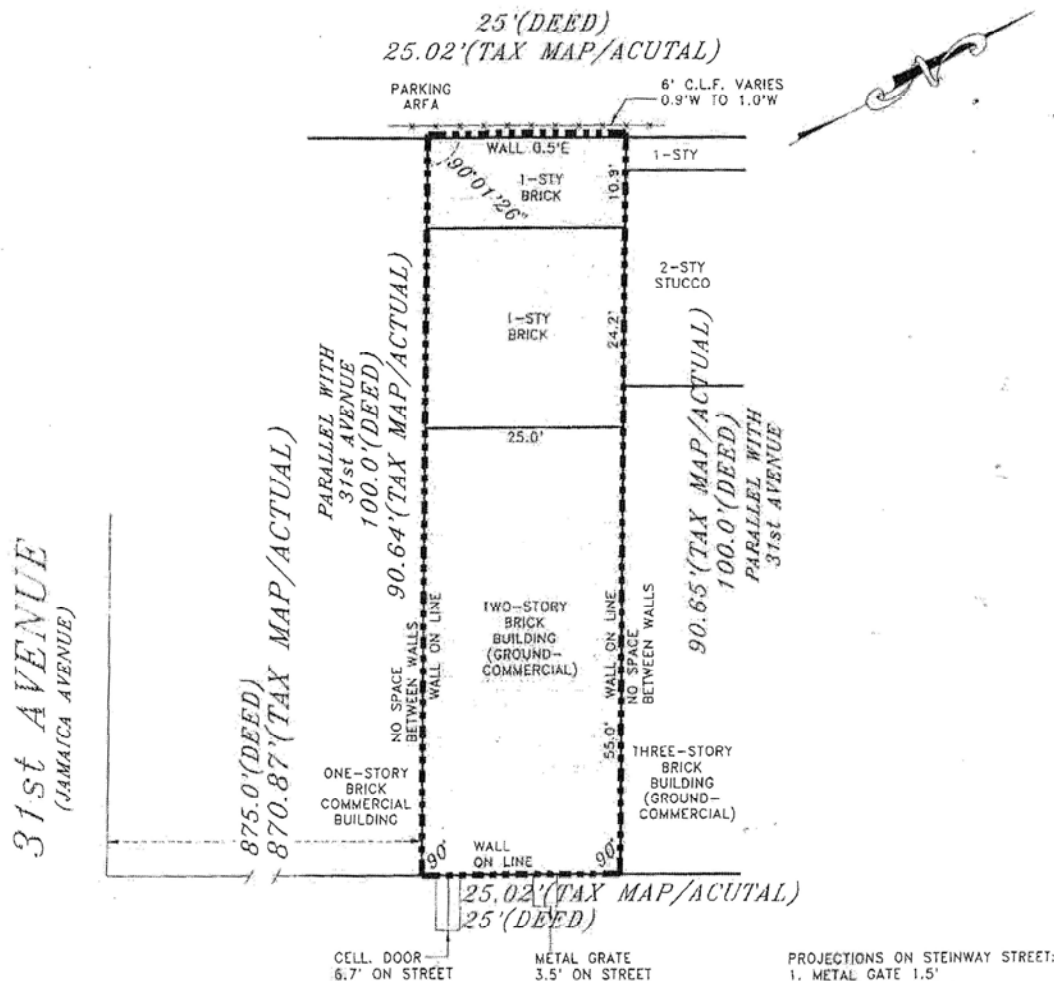 25'(DEED)
25.02'(TAX MAP/ACUTAL)
N
PARKING
AREA
6' C.L.F. VARIES
0.9'W TO 1.0'W
WALL 0.5'E
1-STY
90°01'26"
1-STY
BRICK
10.9'
2-STY
STUCCO
1-STY
BRICK
24.2'
PARALLEL WITH
31st AVENUE
100.0'(DEED)
90.64'(TAX MAP/ACTUAL)
90.65'(TAX MAP/ACTUAL)
100.0'(DEED)
PARALLEL WITH
31st AVENUE
25.0'
31st AVENUE
(JAMAICA AVENUE)
875.0'(DEED)
870.87'(TAX MAP/ACTUAL)
NO SPACE
BETWEEN WALLS
WALL ON LINE
TWO-STORY
BRICK
BUILDING
(GROUND-
COMMERCIAL)
WALL ON LINE
NO SPACE
BETWEEN WALLS
55.0'
ONE-STORY
BRICK
COMMERCIAL
BUILDING
THREE-STORY
BRICK
BUILDING
(GROUND-
COMMERCIAL)
90°
WALL
ON LINE
90°
25.02'(TAX MAP/ACUTAL)
25'(DEED)
CELL. DOOR
6.7' ON STREET
METAL GRATE
3.5' ON STREET
PROJECTIONS ON STEINWAY STREET:
1. METAL GATE 1.5'